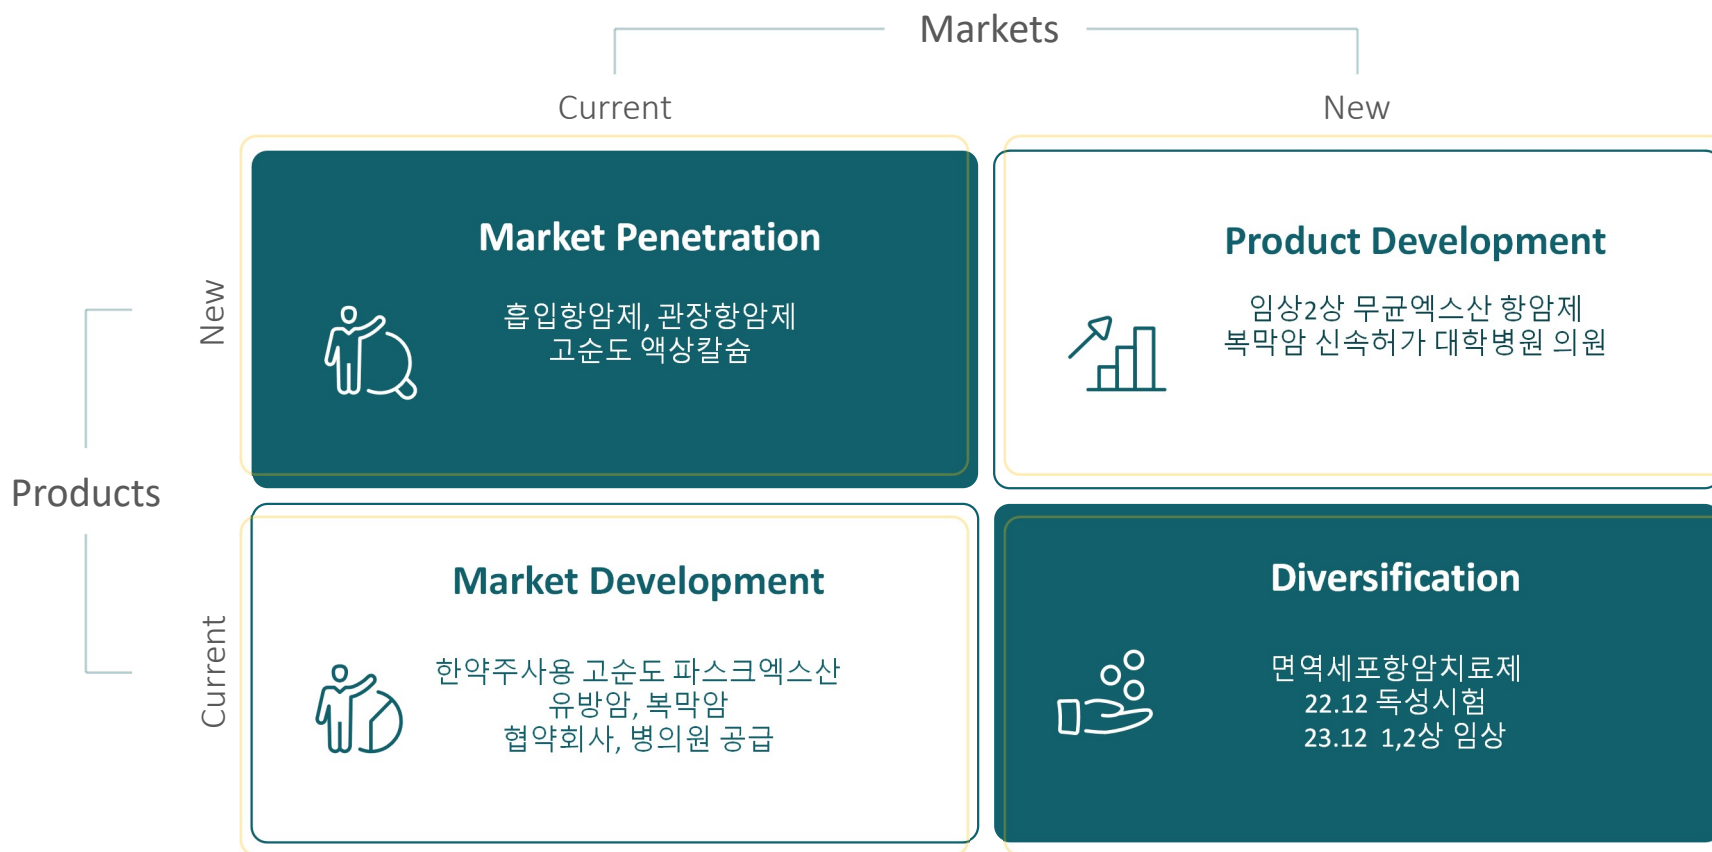 Markets
Current
New
New
Market Penetration
흡입항암제, 관장항암제
고순도 액상칼슘
Product Development
임상2상 무균엑스산 항암제
복막암 신속허가 대학병원 의원
Products
Current
Market Development
한약주사용 고순도 파스크엑스산
유방암, 복막암
협약회사, 병의원 공급
Diversification
면역세포항암치료제
22.12 독성시험
23.12 1,2상 임상